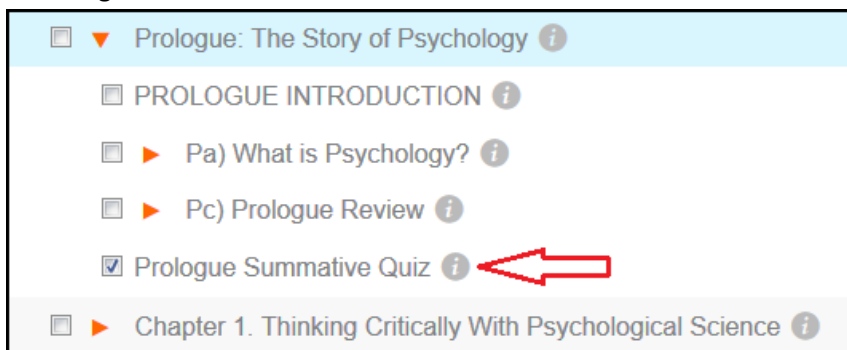 Prologue: The Story of Psychology i
PROLOGUE INTRODUCTION i
Pa) What is Psychology? i
Pc) Prologue Review i
Prologue Summative Quiz i
Chapter 1. Thinking Critically With Psychological Science i